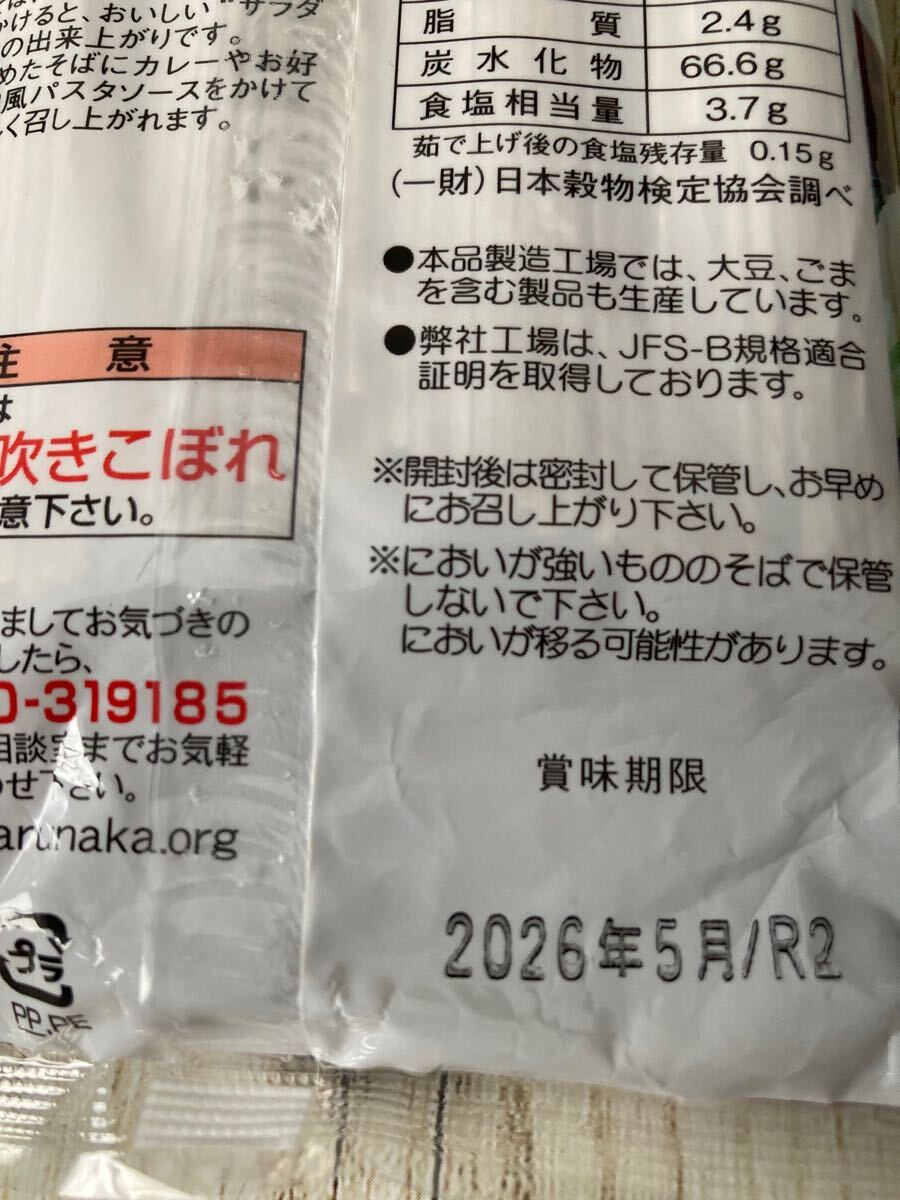 かけると、おいしい"サラダ
の出来上がりです。
めたそばにカレーやお好
風パスタソースをかけて
く召し上がれます。
注 意
は
吹きこぼれ
意下さい。
ましてお気づきの
したら、
0-319185
相談室までお気軽
わせ下さい。
arunaka.org
プラ
PP,PE
脂質 2.4g
炭水化物 66.6g
食塩相当量 3.7g
茹で上げ後の食塩残存量 0.15g
(一財)日本穀物検定協会調べ
●本品製造工場では、大豆、ごま
を含む製品も生産しています。
●弊社工場は、JFS-B規格適合
証明を取得しております。
※開封後は密封して保管し、お早め
にお召し上がり下さい。
※においが強いもののそばで保管
しないで下さい。
においが移る可能性があります。
賞味期限
2026年5月/R2